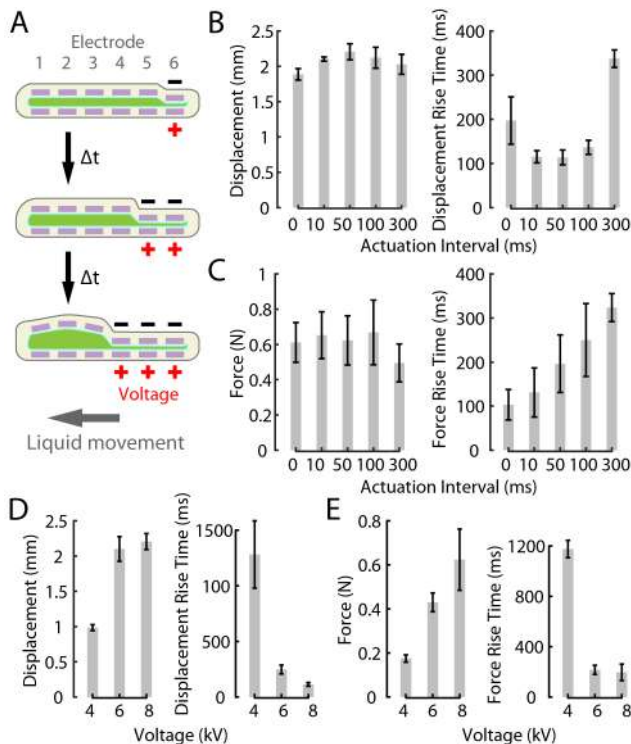 A
Electrode
1 2 3 4 5 6
Δt
Δt
Voltage
Liquid movement
B
Displacement (mm)
2.5
2
1.5
1
0.5
0
0 10 50 100 300
Displacement Rise Time (ms)
400
300
200
100
0
0 10 50 100 300
Actuation Interval (ms)
C
Force (N)
1
0.8
0.6
0.4
0.2
0
0 10 50 100 300
Force Rise Time (ms)
400
300
200
100
0
0 10 50 100 300
Actuation Interval (ms)
D
Displacement (mm)
2.5
2
1.5
1
0.5
0
4 6 8
Displacement Rise Time (ms)
1500
1000
500
0
4 6 8
Voltage (kV)
E
Force (N)
0.8
0.6
0.4
0.2
0
4 6 8
Force Rise Time (ms)
1200
800
400
0
4 6 8
Voltage (kV)